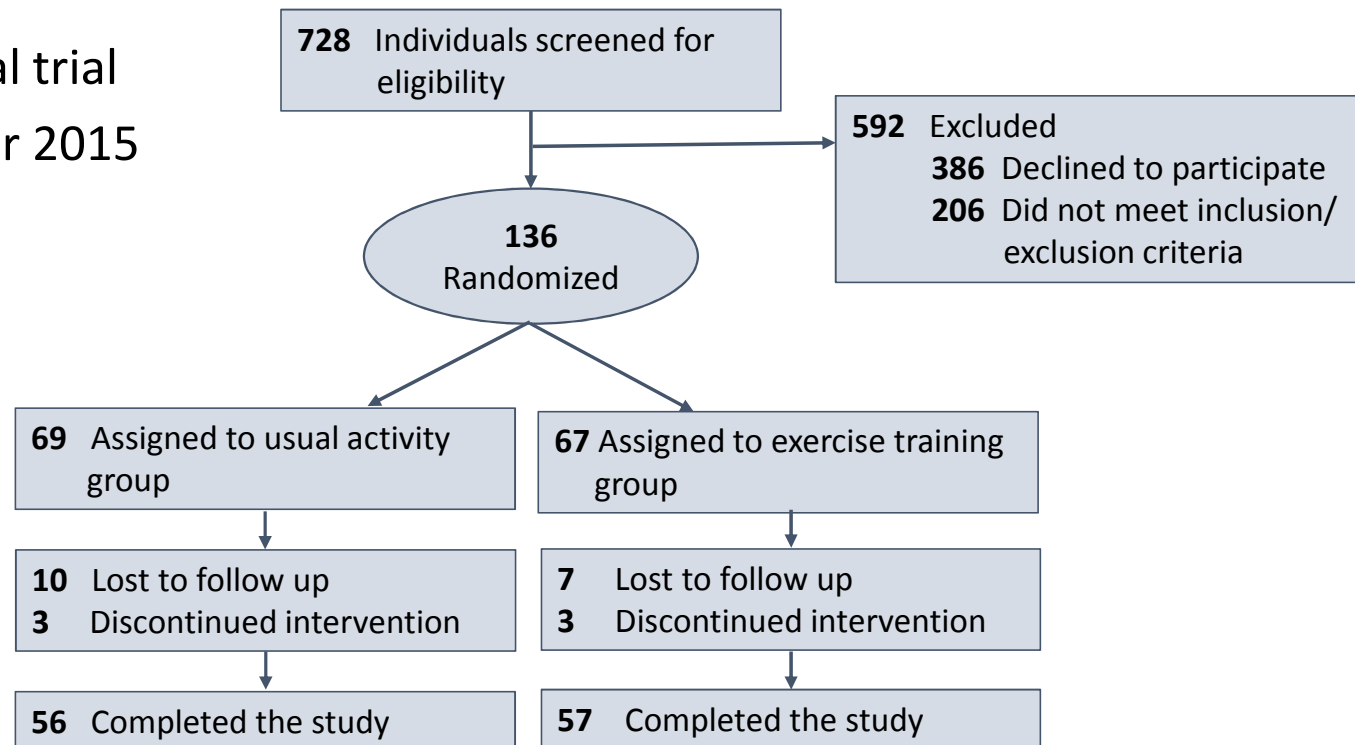 al trial
r 2015
728 Individuals screened for
eligibility
592 Excluded
386 Declined to participate
206 Did not meet inclusion/
exclusion criteria
136
Randomized
69 Assigned to usual activity
group
67 Assigned to exercise training
group
10 Lost to follow up
3 Discontinued intervention
7 Lost to follow up
3 Discontinued intervention
56 Completed the study
57 Completed the study